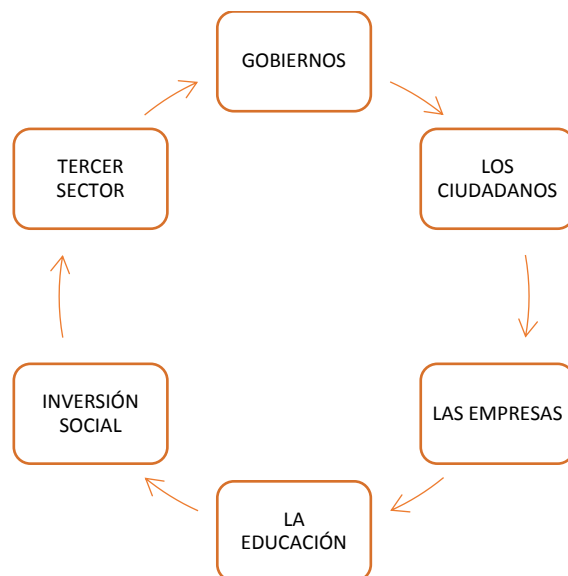 GOBIERNOS
LOS
CIUDADANOS
LAS EMPRESAS
LA
EDUCACIÓN
INVERSIÓN
SOCIAL
TERCER
SECTOR